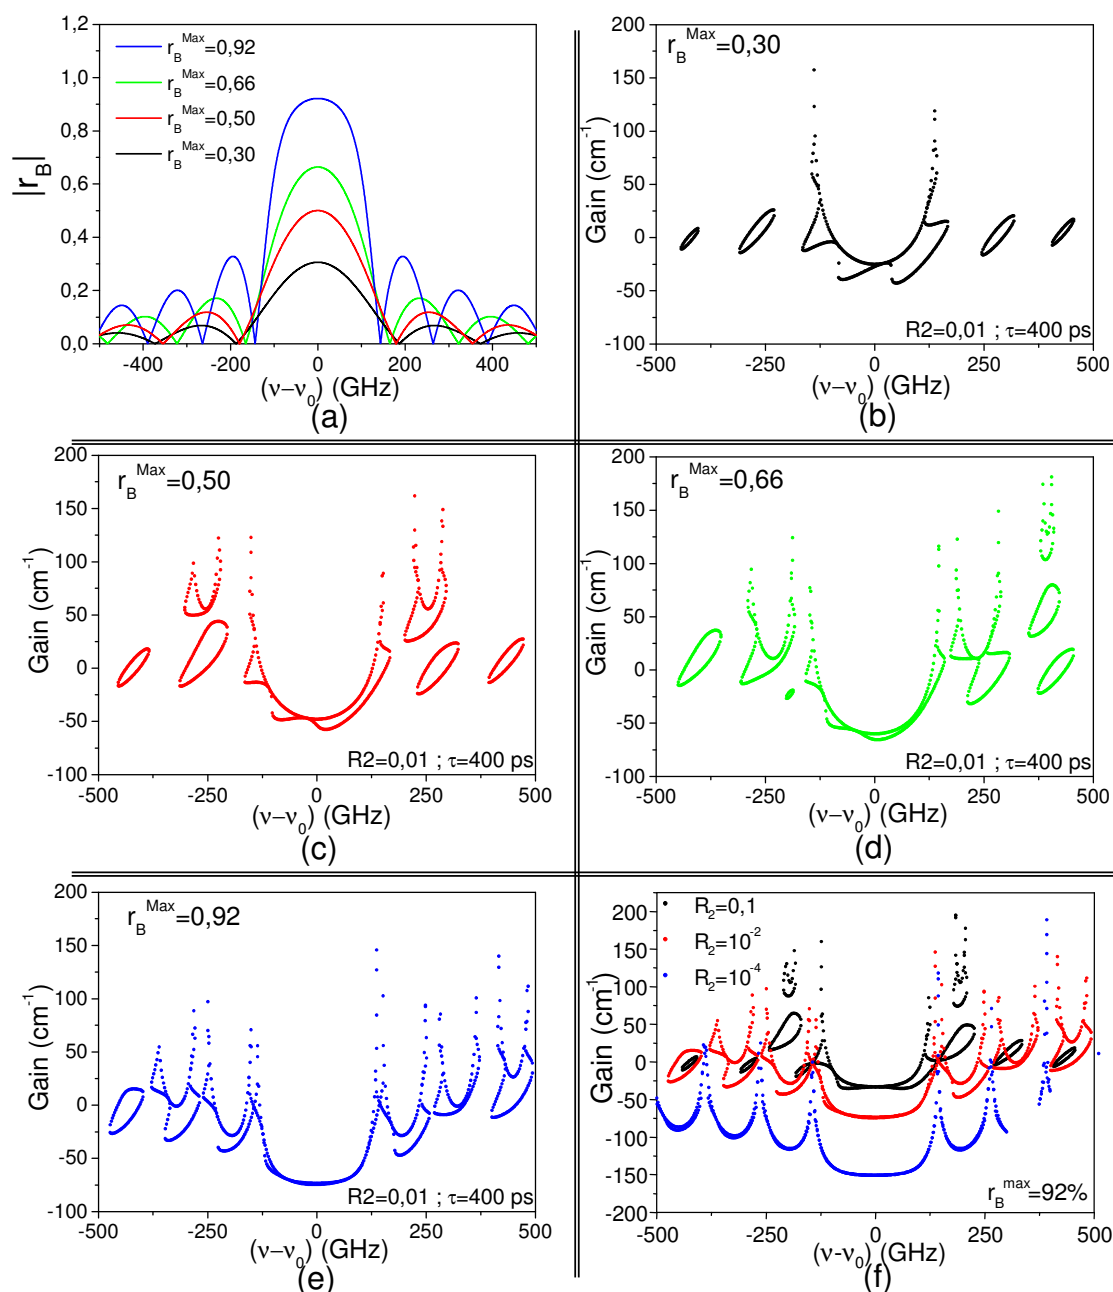 1,2
1,0
0,8
0,6
0,4
0,2
0,0
|r_B|
r_B^Max=0,92
r_B^Max=0,66
r_B^Max=0,50
r_B^Max=0,30
-400 -200 0 200 400
(ν−ν_0) (GHz)
(a)
200
150
100
50
0
-50
-100
Gain (cm^-1)
r_B^Max=0,30
R2=0,01 ; τ=400 ps
-500 -250 0 250 500
(ν−ν_0) (GHz)
(b)
200
150
100
50
0
-50
-100
Gain (cm^-1)
r_B^Max=0,50
R2=0,01 ; τ=400 ps
-500 -250 0 250 500
(ν−ν_0) (GHz)
(c)
200
150
100
50
0
-50
-100
Gain (cm^-1)
r_B^Max=0,66
R2=0,01 ; τ=400 ps
-500 -250 0 250 500
(ν−ν_0) (GHz)
(d)
200
150
100
50
0
-50
-100
Gain (cm^-1)
r_B^Max=0,92
R2=0,01 ; τ=400 ps
-500 -250 0 250 500
(ν−ν_0) (GHz)
(e)
200
150
100
50
0
-50
-100
-150
-200
Gain (cm^-1)
R_2=0,1
R_2=10^-2
R_2=10^-4
r_B^max=92%
-500 -250 0 250 500
(ν-ν_0) (GHz)
(f)